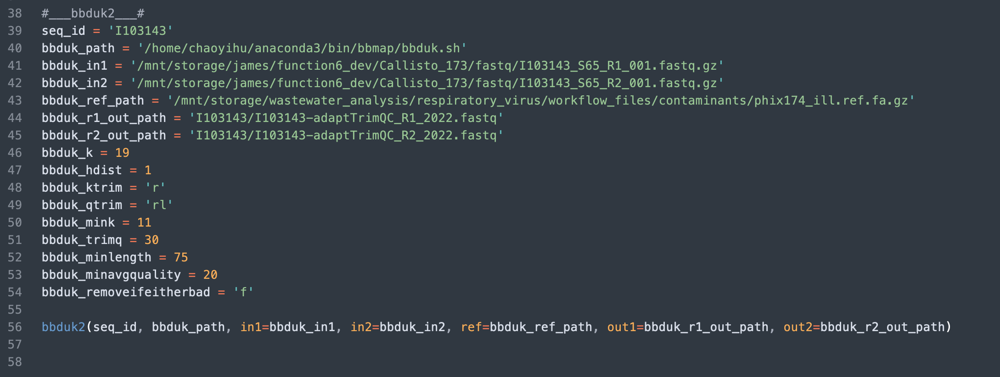 38 #___bbduk2___#
39 seq_id = 'I103143'
40 bbduk_path = '/home/chaoyihu/anaconda3/bin/bbmap/bbduk.sh'
41 bbduk_in1 = '/mnt/storage/james/function6_dev/Callisto_173/fastq/I103143_S65_R1_001.fastq.gz'
42 bbduk_in2 = '/mnt/storage/james/function6_dev/Callisto_173/fastq/I103143_S65_R2_001.fastq.gz'
43 bbduk_ref_path = '/mnt/storage/wastewater_analysis/respiratory_virus/workflow_files/contaminants/phix174_ill.ref.fa.gz'
44 bbduk_r1_out_path = 'I103143/I103143-adaptTrimQC_R1_2022.fastq'
45 bbduk_r2_out_path = 'I103143/I103143-adaptTrimQC_R2_2022.fastq'
46 bbduk_k = 19
47 bbduk_hdist = 1
48 bbduk_ktrim = 'r'
49 bbduk_qtrim = 'rl'
50 bbduk_mink = 11
51 bbduk_trimq = 30
52 bbduk_minlength = 75
53 bbduk_minavgquality = 20
54 bbduk_removeifeitherbad = 'f'
55
56 bbduk2(seq_id, bbduk_path, in1=bbduk_in1, in2=bbduk_in2, ref=bbduk_ref_path, out1=bbduk_r1_out_path, out2=bbduk_r2_out_path)
57
58